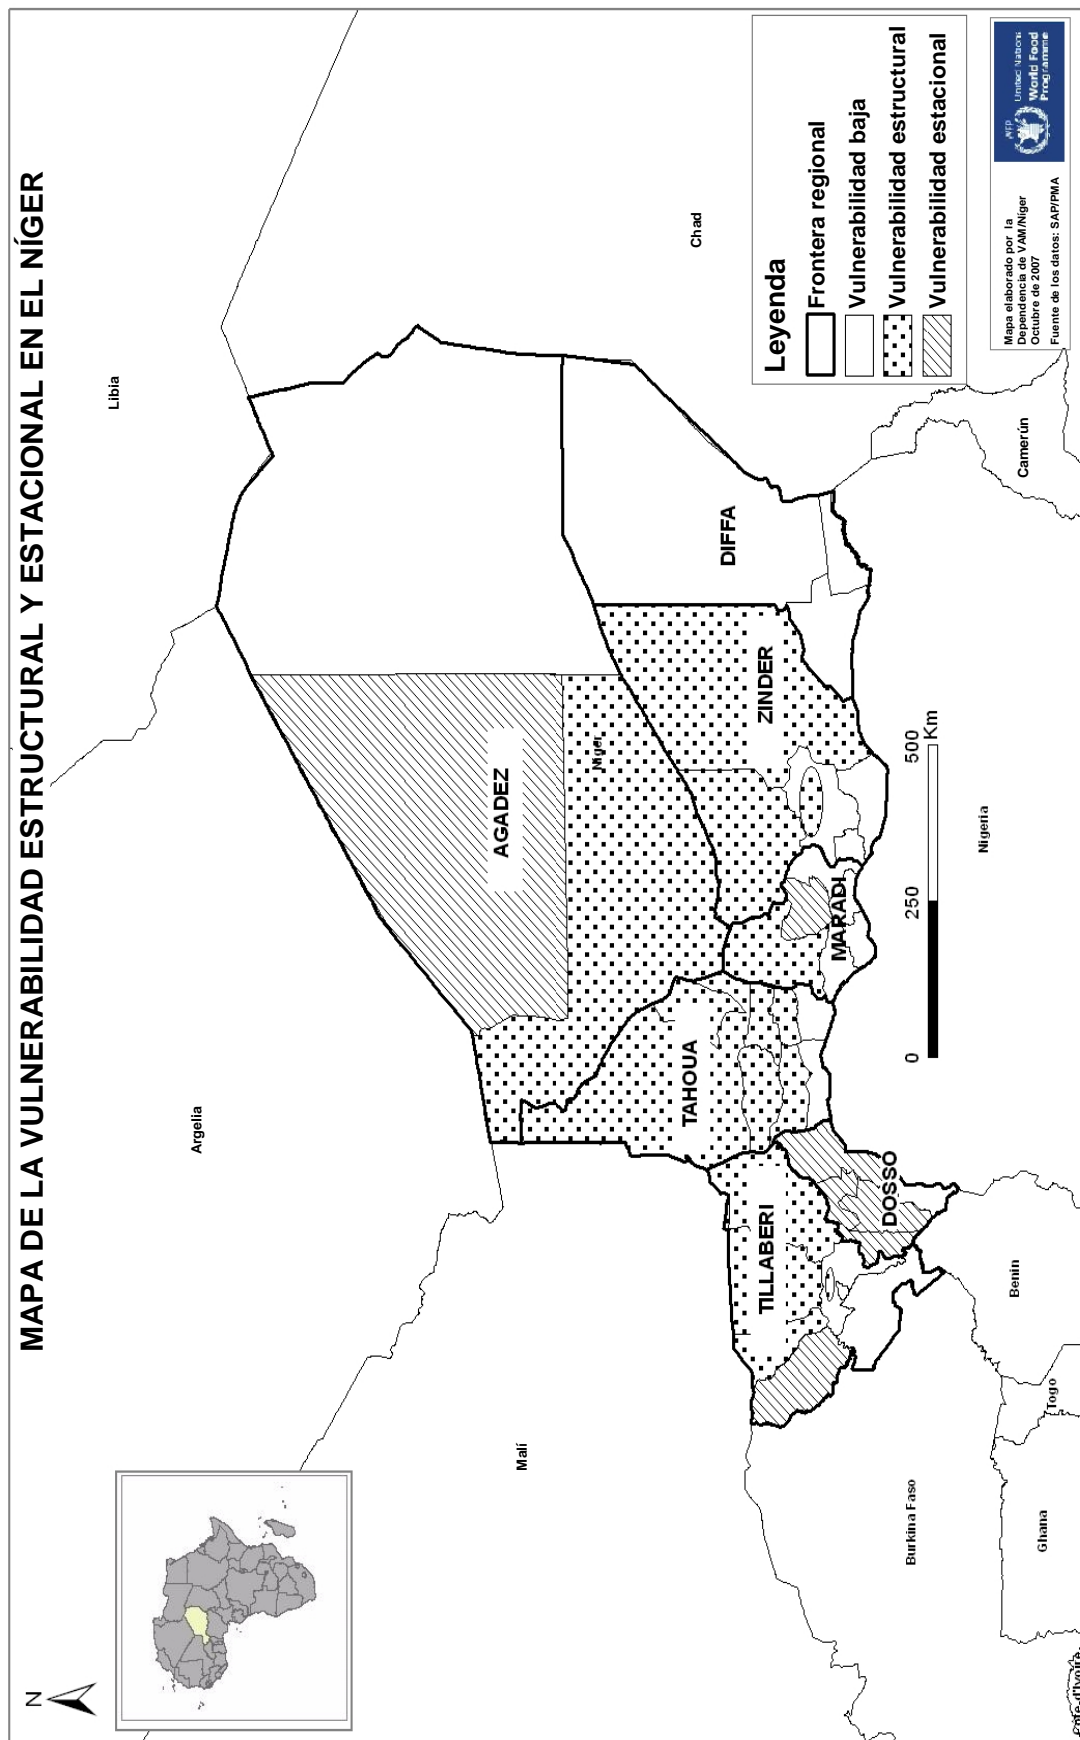 MAPA DE LA VULNERABILIDAD ESTRUCTURAL Y ESTACIONAL EN EL NÍGER
N
Libia
Argelia
Chad
Malí
AGADEZ
Níger
DIFFA
ZINDER
TAHOUA
MARADI
TILLABERI
DOSSO
Nigeria
Camerún
Burkina Faso
Benin
Togo
Ghana
Côte d'Ivoire
0 250 500
Km
Leyenda
Frontera regional
Vulnerabilidad baja
Vulnerabilidad estructural
Vulnerabilidad estacional
Mapa elaborado por la
Dependencia de VAM/Níger
Octubre de 2007
Fuente de los datos: SAP/PMA
WFP
United Nations
World Food
Programme